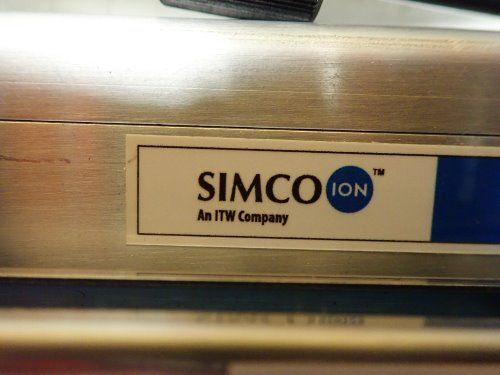 SIMCO ION™
An ITW Company